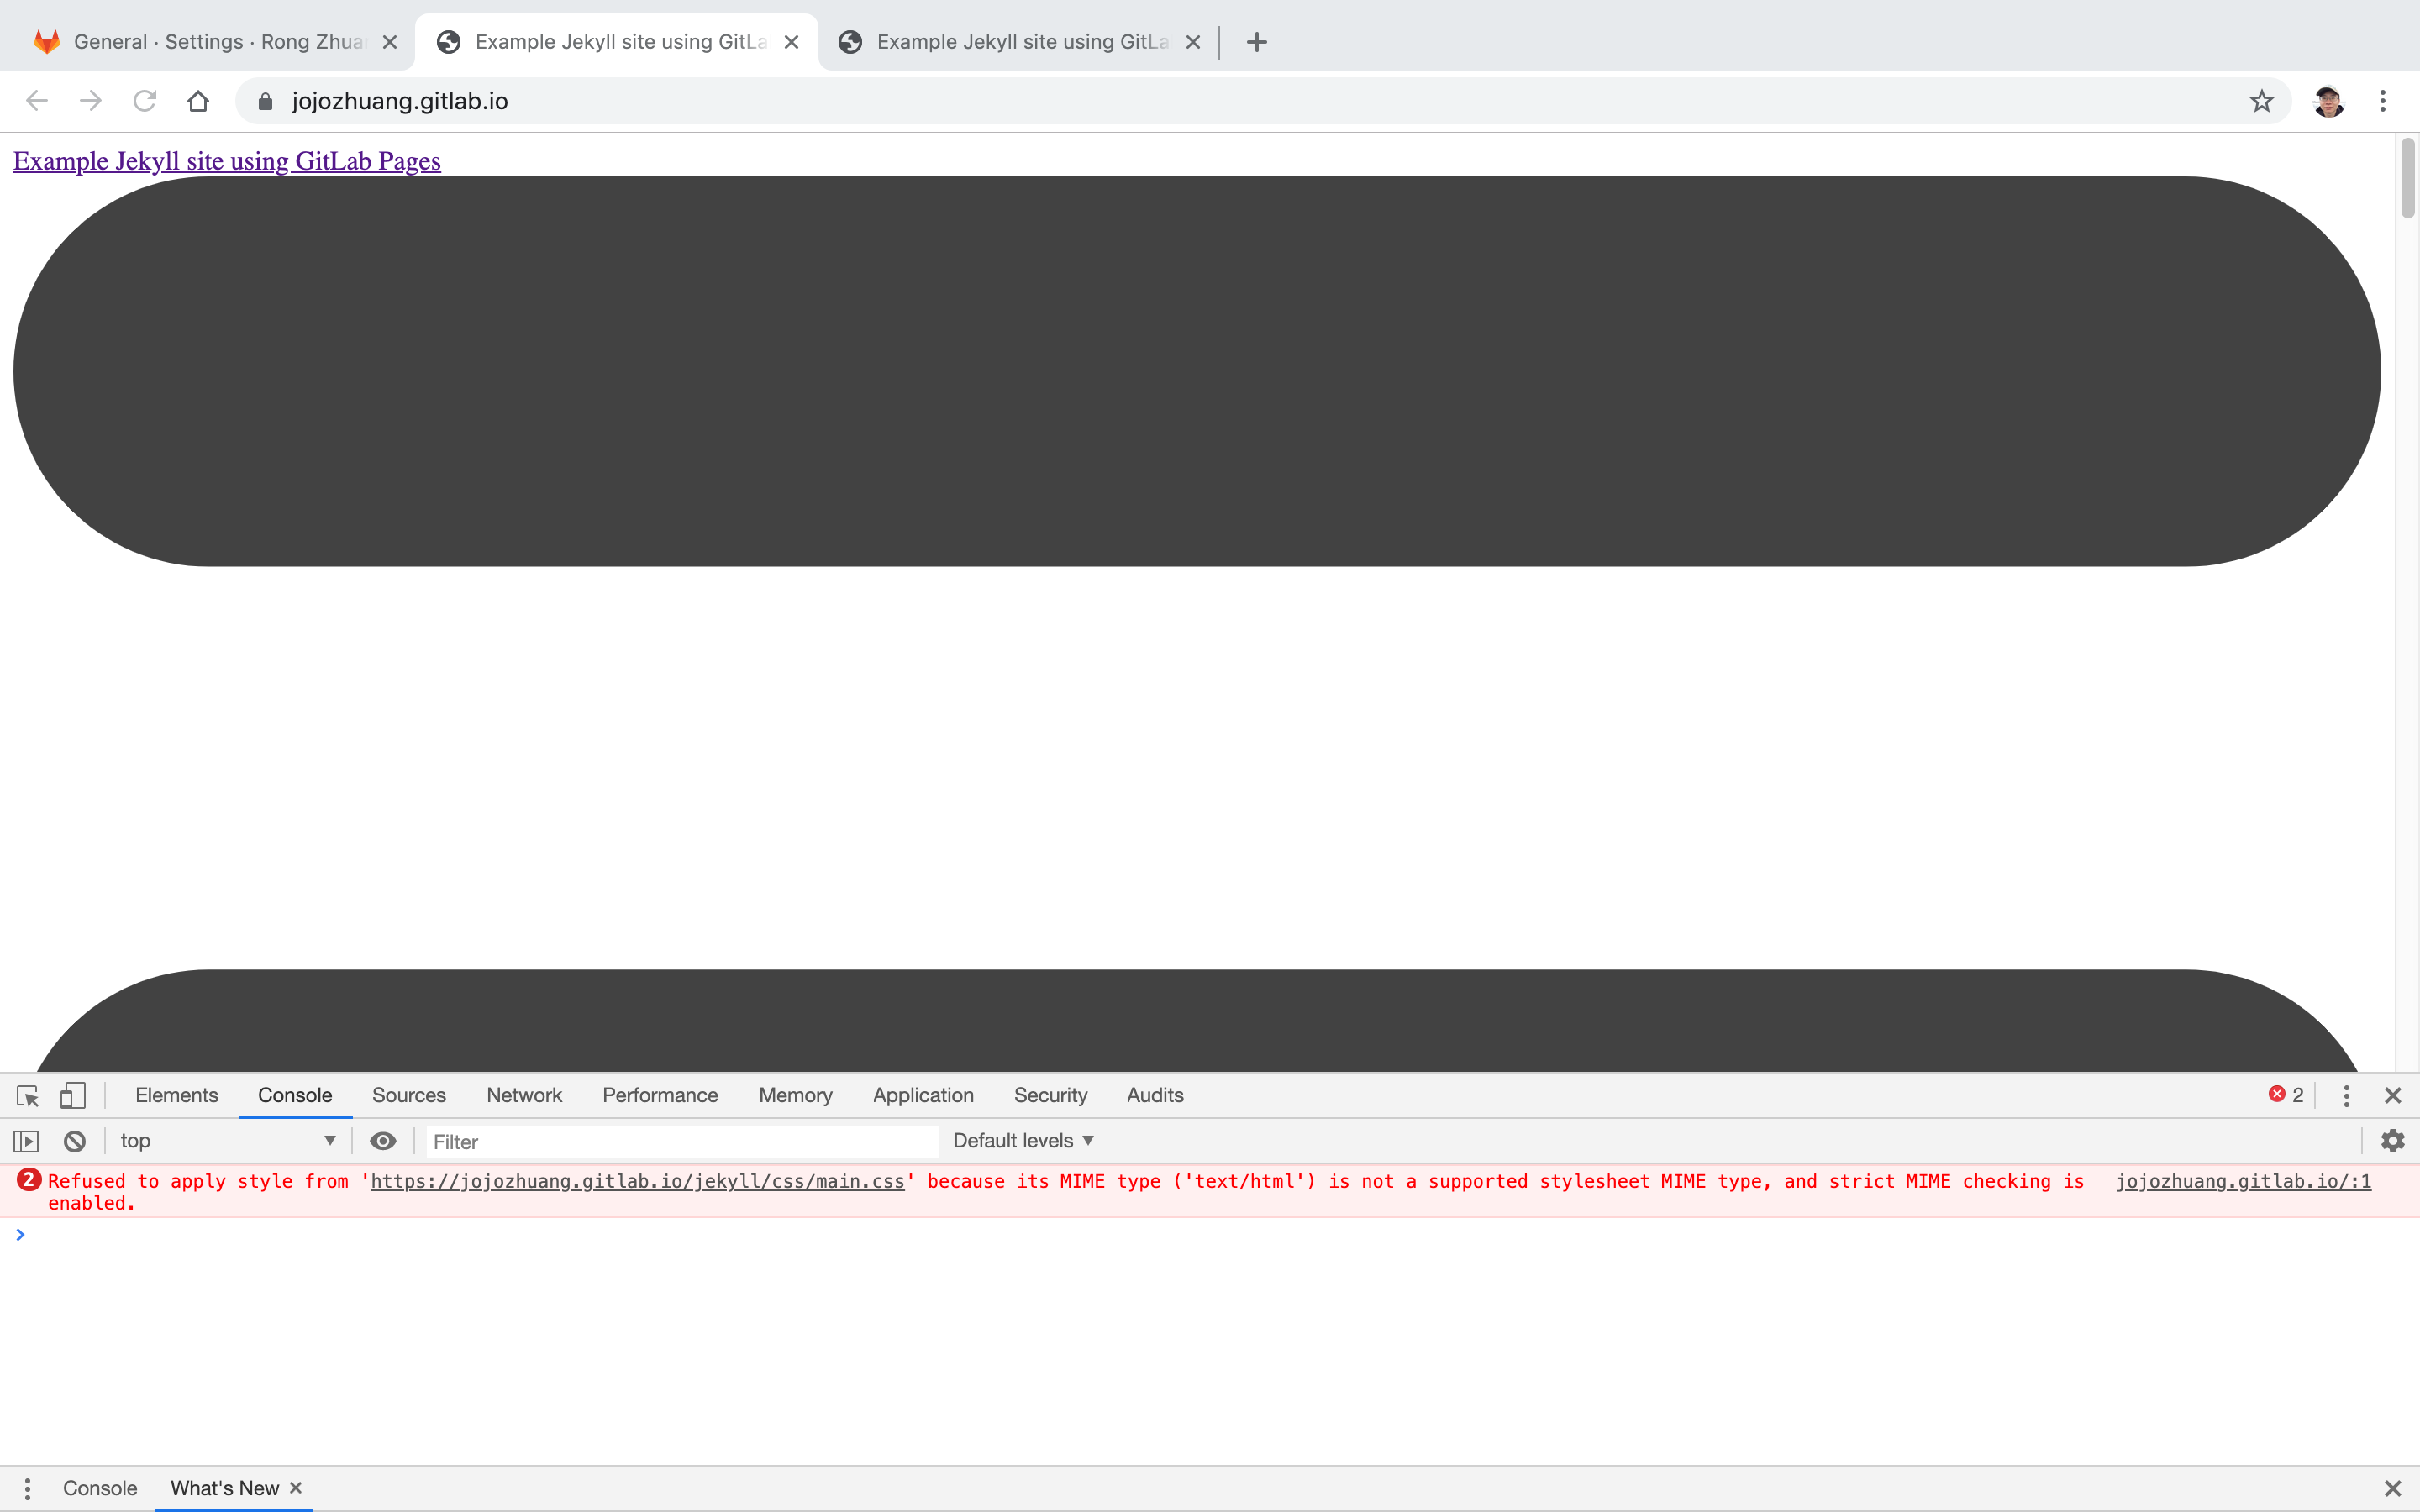 General · Settings · Rong Zhua
Example Jekyll site using GitLa
Example Jekyll site using GitLa
jojozhuang.gitlab.io
Example Jekyll site using GitLab Pages
Elements Console Sources Network Performance Memory Application Security Audits 2
top Filter Default levels
2 Refused to apply style from 'https://jojozhuang.gitlab.io/jekyll/css/main.css' because its MIME type ('text/html') is not a supported stylesheet MIME type, and strict MIME checking is jojozhuang.gitlab.io/:1
enabled.
Console What's New